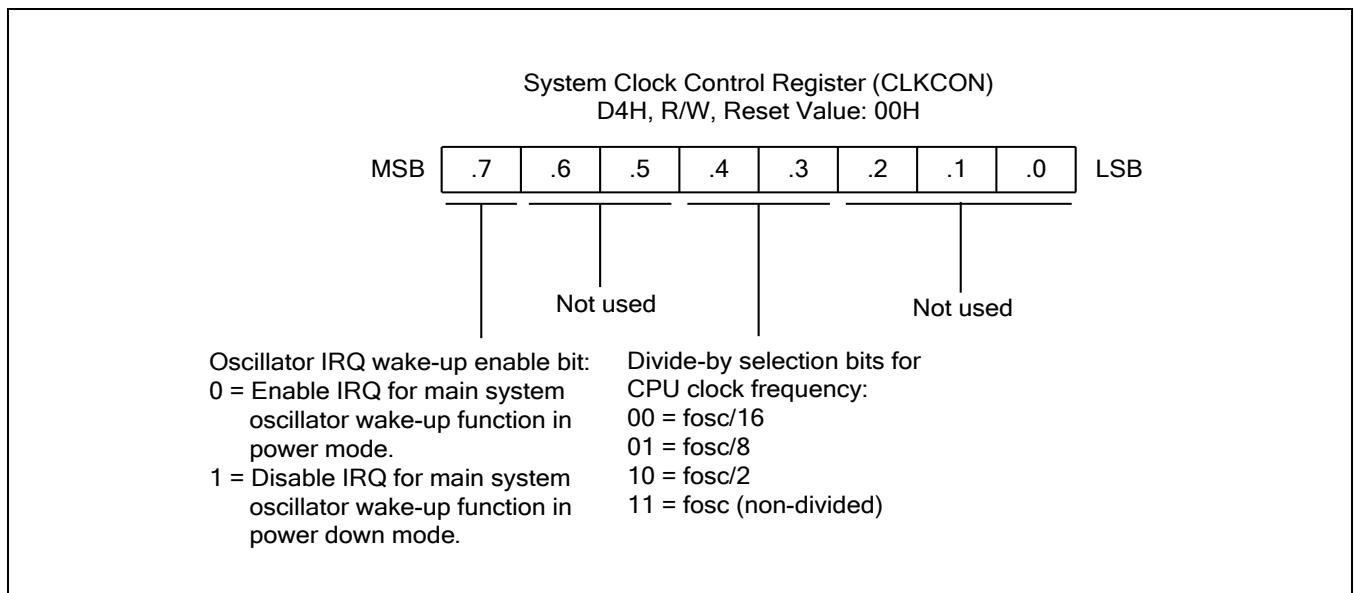 System Clock Control Register (CLKCON)
D4H, R/W, Reset Value: 00H
MSB .7 .6 .5 .4 .3 .2 .1 .0 LSB
Not used
Not used
Oscillator IRQ wake-up enable bit:
0 = Enable IRQ for main system
oscillator wake-up function in
power mode.
1 = Disable IRQ for main system
oscillator wake-up function in
power down mode.
Divide-by selection bits for
CPU clock frequency:
00 = fosc/16
01 = fosc/8
10 = fosc/2
11 = fosc (non-divided)